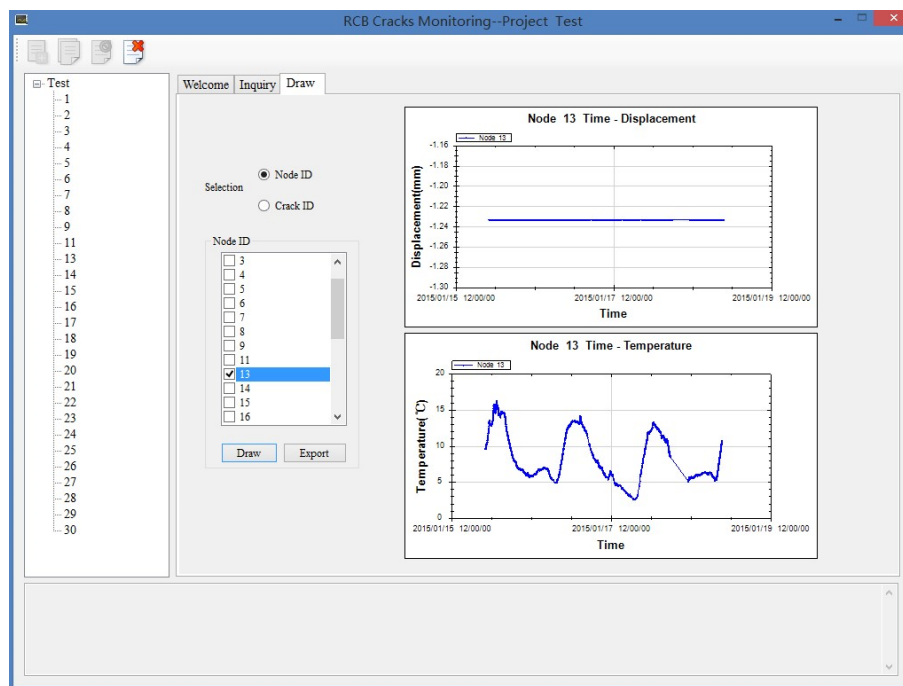 RCB Cracks Monitoring--Project Test
Test
1
2
3
4
5
6
7
8
9
11
13
14
15
16
17
18
19
20
21
22
23
24
25
26
27
28
29
30
Welcome Inquiry Draw
Selection
Node ID
Crack ID
Node ID
3
4
5
6
7
8
9
11
13
14
15
16
Draw Export
Node 13 Time - Displacement
Node 13
Displacement(mm)
-1.16
-1.18
-1.20
-1.22
-1.24
-1.26
-1.28
-1.30
2015/01/15 12/00/00 2015/01/17 12/00/00 2015/01/19 12/00/00
Time
Node 13 Time - Temperature
Node 13
Temperature(℃)
20
15
10
5
0
2015/01/15 12/00/00 2015/01/17 12/00/00 2015/01/19 12/00/00
Time